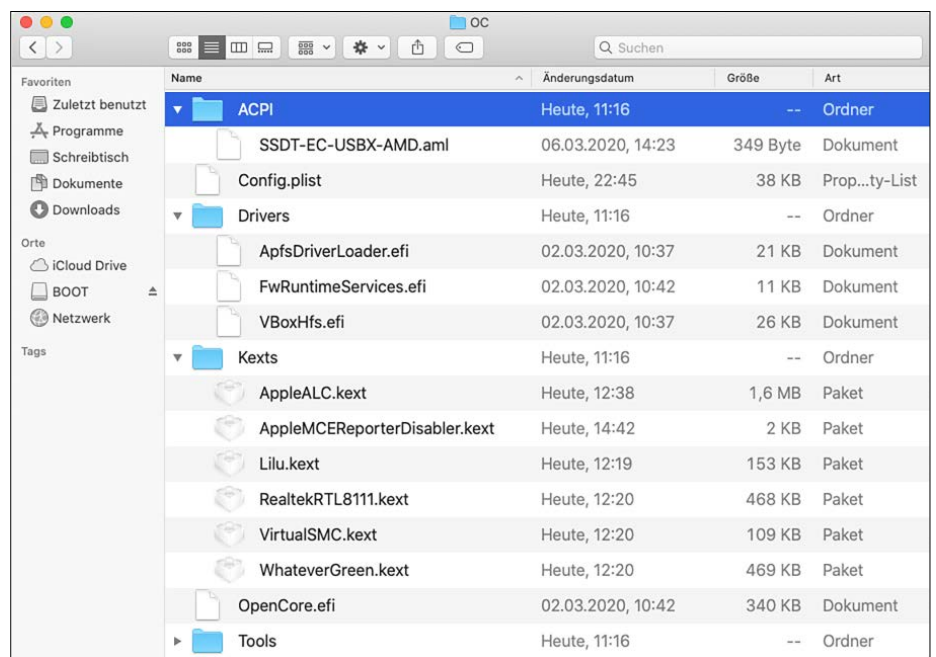 OC
Suchen
Favoriten
Zuletzt benutzt
Programme
Schreibtisch
Dokumente
Downloads
Orte
iCloud Drive
BOOT
Netzwerk
Tags
Name Änderungsdatum Größe Art
ACPI Heute, 11:16 -- Ordner
SSDT-EC-USBX-AMD.aml 06.03.2020, 14:23 349 Byte Dokument
Config.plist Heute, 22:45 38 KB Prop...ty-List
Drivers Heute, 11:16 -- Ordner
ApfsDriverLoader.efi 02.03.2020, 10:37 21 KB Dokument
FwRuntimeServices.efi 02.03.2020, 10:42 11 KB Dokument
VBoxHfs.efi 02.03.2020, 10:37 26 KB Dokument
Kexts Heute, 11:16 -- Ordner
AppleALC.kext Heute, 12:38 1,6 MB Paket
AppleMCEReporterDisabler.kext Heute, 14:42 2 KB Paket
Lilu.kext Heute, 12:19 153 KB Paket
RealtekRTL8111.kext Heute, 12:20 468 KB Paket
VirtualSMC.kext Heute, 12:20 109 KB Paket
WhateverGreen.kext Heute, 12:20 469 KB Paket
OpenCore.efi 02.03.2020, 10:42 340 KB Dokument
Tools Heute, 11:16 -- Ordner